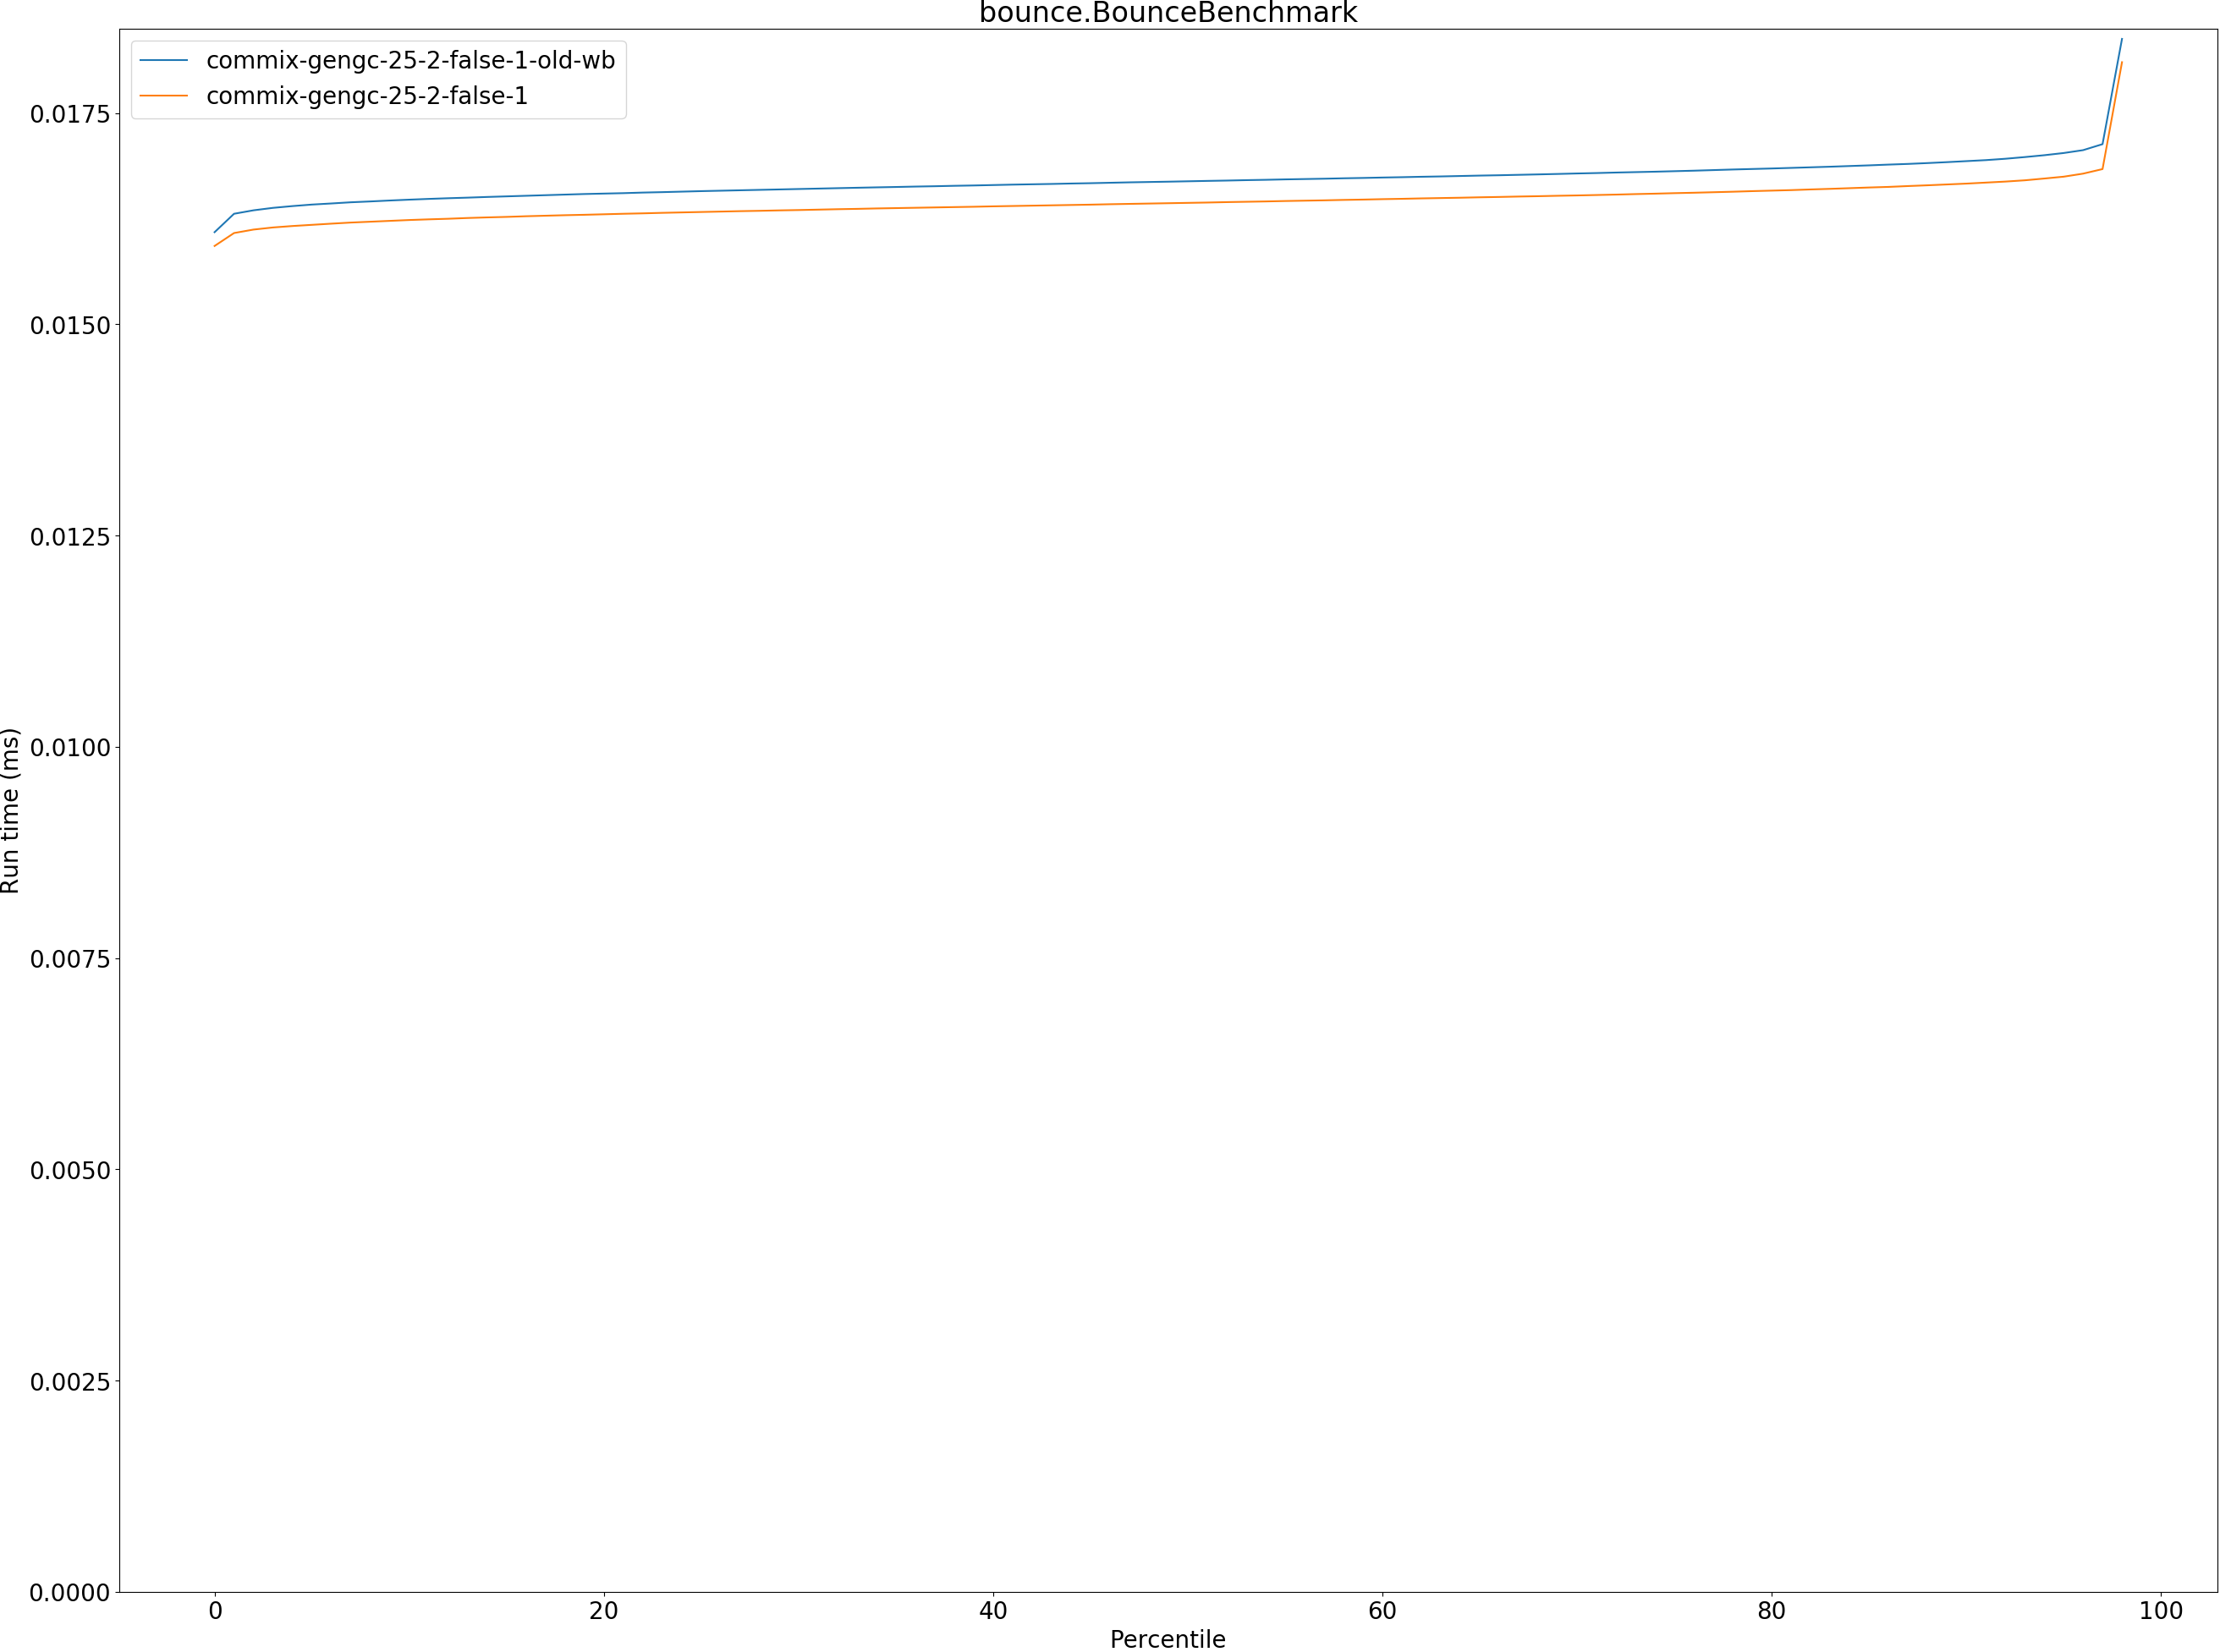 bounce.BounceBenchmark
commix-gengc-25-2-false-1-old-wb
commix-gengc-25-2-false-1
Run time (ms)
0.0175
0.0150
0.0125
0.0100
0.0075
0.0050
0.0025
0.0000
0 20 40 60 80 100
Percentile